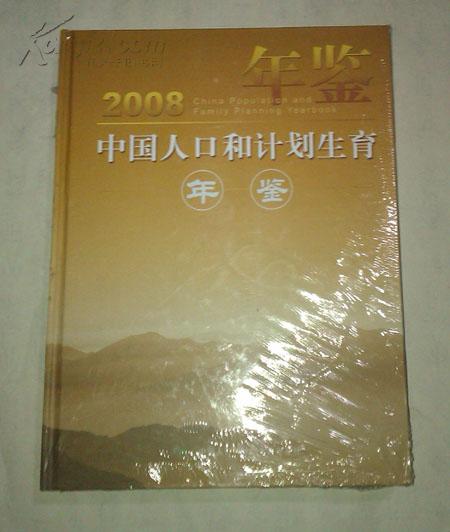 年鉴
2008
China Population and
Family Planning Yearbook
中国人口和计划生育
年 鉴